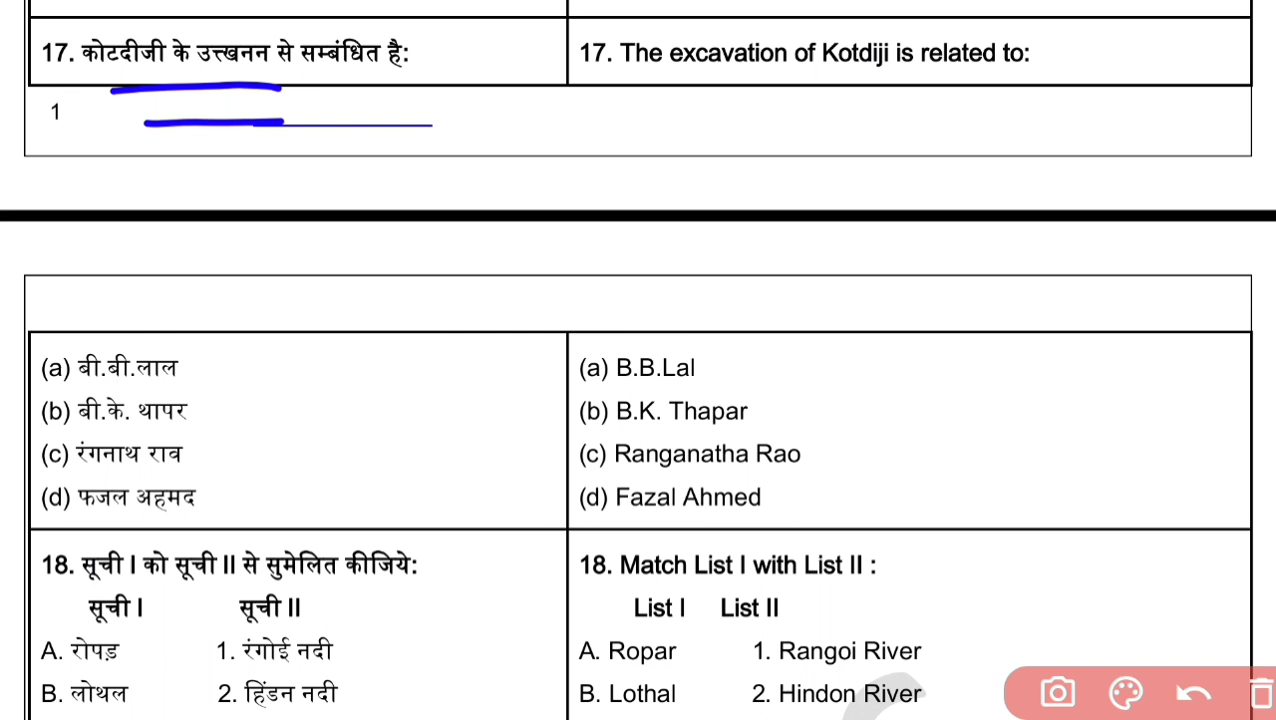 17. कोटदीजी के उत्त्खनन से सम्बंधित है:
17. The excavation of Kotdiji is related to:
1
(a) बी.बी.लाल
(b) बी.के. थापर
(c) रंगनाथ राव
(d) फजल अहमद
(a) B.B.Lal
(b) B.K. Thapar
(c) Ranganatha Rao
(d) Fazal Ahmed
18. सूची I को सूची II से सुमेलित कीजिये:
सूची I सूची II
A. रोपड़ 1. रंगोई नदी
B. लोथल 2. हिंडन नदी
18. Match List I with List II :
List I List II
A. Ropar 1. Rangoi River
B. Lothal 2. Hindon River